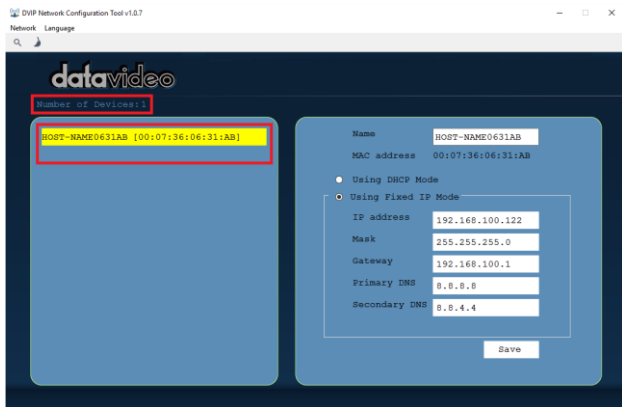 DVIP Network Configuration Tool v1.0.7
Network Language
datavideo
Number of Devices:1
HOST-NAME0631AB [00:07:36:06:31:AB]
Name HOST-NAME0631AB
MAC address 00:07:36:06:31:AB
Using DHCP Mode
Using Fixed IP Mode
IP address 192.168.100.122
Mask 255.255.255.0
Gateway 192.168.100.1
Primary DNS 8.8.8.8
Secondary DNS 8.8.4.4
Save